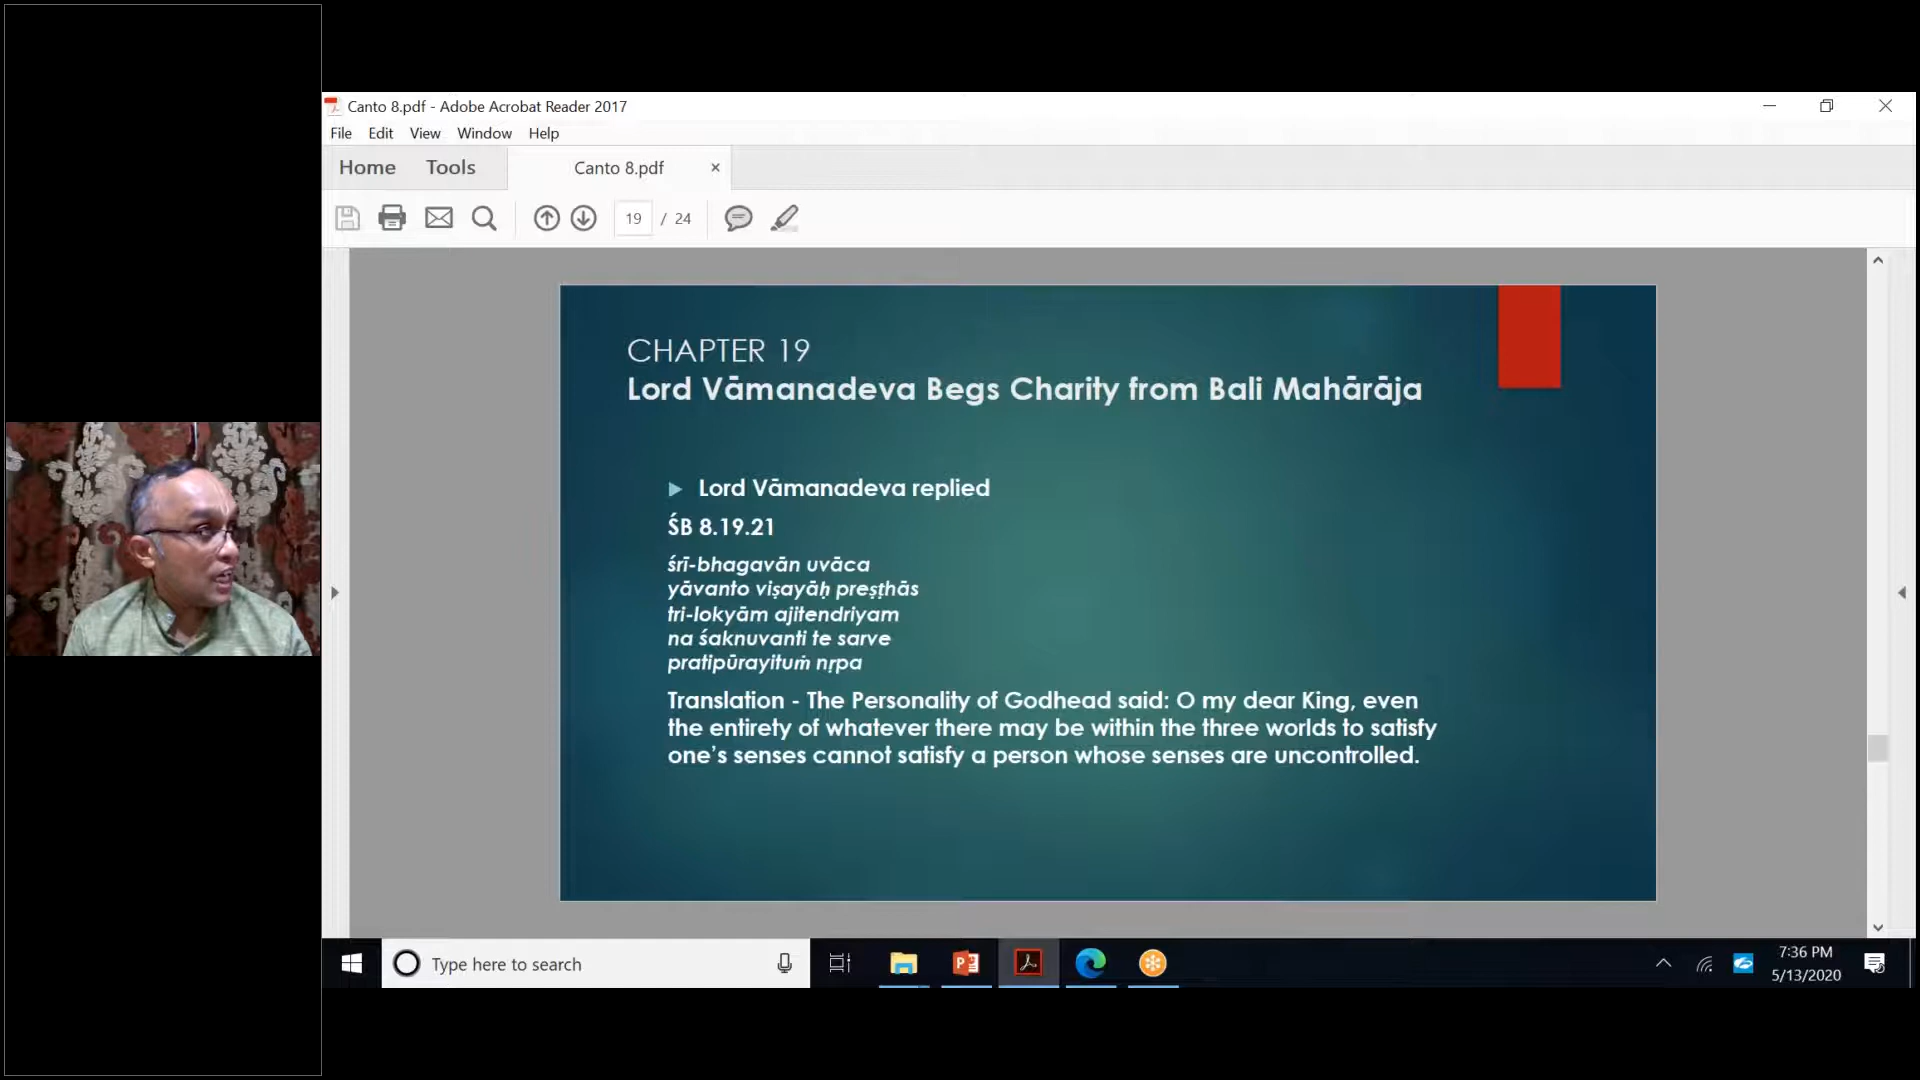 Canto 8.pdf - Adobe Acrobat Reader 2017
File Edit View Window Help
Home Tools Canto 8.pdf
19 / 24
CHAPTER 19
Lord Vāmanadeva Begs Charity from Bali Mahārāja
Lord Vāmanadeva replied
ŚB 8.19.21
śrī-bhagavān uvāca
yāvanto viṣayāḥ preṣṭhās
tri-lokyām ajitendriyam
na śaknuvanti te sarve
pratipūrayituṁ nṛpa
Translation - The Personality of Godhead said: O my dear King, even
the entirety of whatever there may be within the three worlds to satisfy
one’s senses cannot satisfy a person whose senses are uncontrolled.
Type here to search
7:36 PM
5/13/2020